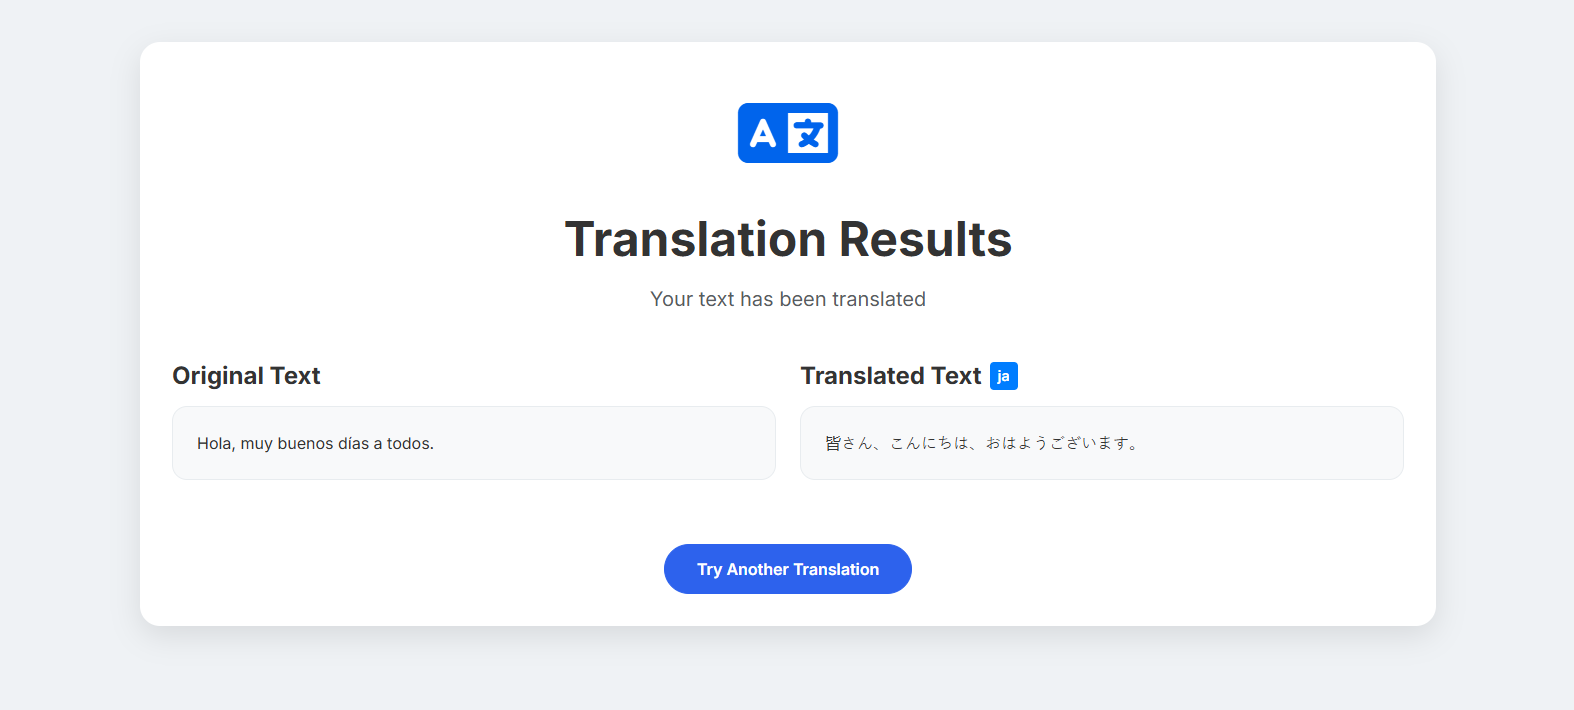 A 文
Translation Results
Your text has been translated
Original Text
Hola, muy buenos días a todos.
Translated Text ja
皆さん、こんにちは、おはようございます。
Try Another Translation